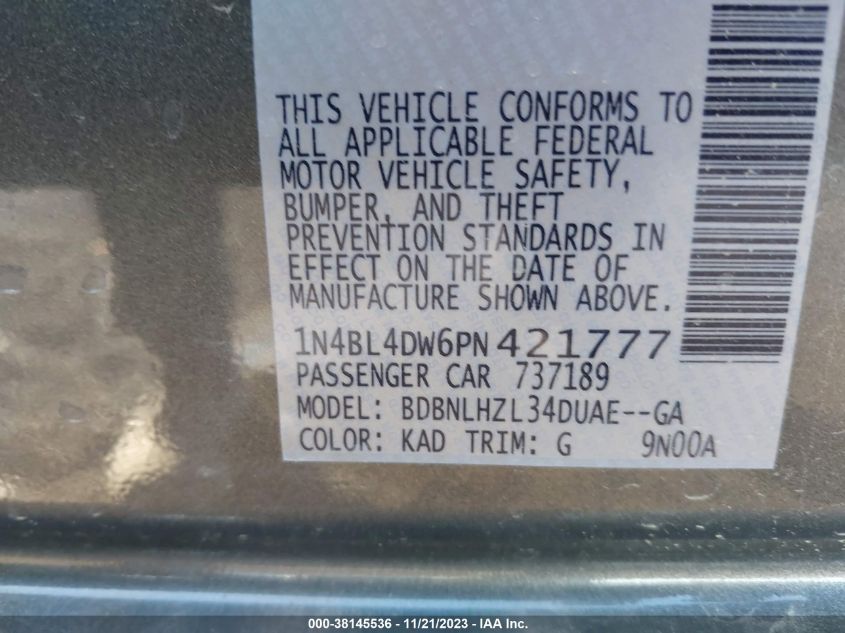 THIS VEHICLE CONFORMS TO
ALL APPLICABLE FEDERAL
MOTOR VEHICLE SAFETY,
BUMPER, AND THEFT
PREVENTION STANDARDS IN
EFFECT ON THE DATE OF
MANUFACTURE SHOWN ABOVE.
1N4BL4DW6PN421777
PASSENGER CAR 737189
MODEL: BDBNLHZL34DUAE--GA
COLOR: KAD TRIM: G 9N00A
000-38145536 - 11/21/2023 - IAA Inc.